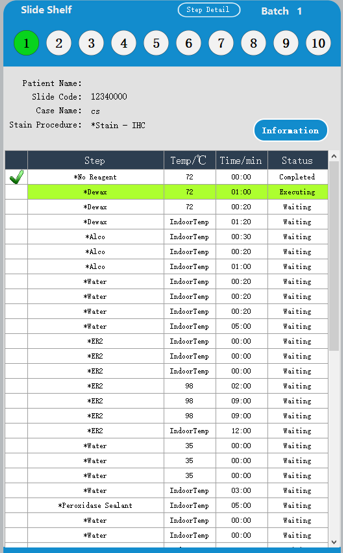 Slide Shelf Step Detail Batch 1
1 2 3 4 5 6 7 8 9 10
Patient Name:
Slide Code: 12340000
Case Name: cs
Stain Procedure: *Stain - IHC
Information
Step Temp/℃ Time/min Status
*No Reagent 72 00:00 Completed
*Dewax 72 01:00 Executing
*Dewax 72 00:20 Waiting
*Dewax IndoorTemp 01:20 Waiting
*Alco IndoorTemp 00:30 Waiting
*Alco IndoorTemp 00:20 Waiting
*Alco IndoorTemp 01:00 Waiting
*Water IndoorTemp 00:20 Waiting
*Water IndoorTemp 00:20 Waiting
*Water IndoorTemp 00:20 Waiting
*Water IndoorTemp 05:00 Waiting
*ER2 IndoorTemp 00:00 Waiting
*ER2 IndoorTemp 00:00 Waiting
*ER2 IndoorTemp 00:00 Waiting
*ER2 98 02:00 Waiting
*ER2 98 09:00 Waiting
*ER2 98 09:00 Waiting
*ER2 IndoorTemp 12:00 Waiting
*Water 35 00:00 Waiting
*Water 35 00:00 Waiting
*Water 35 00:00 Waiting
*Water IndoorTemp 03:00 Waiting
*Peroxidase Sealant IndoorTemp 05:00 Waiting
*Water IndoorTemp 00:00 Waiting
*Water IndoorTemp 00:00 Waiting